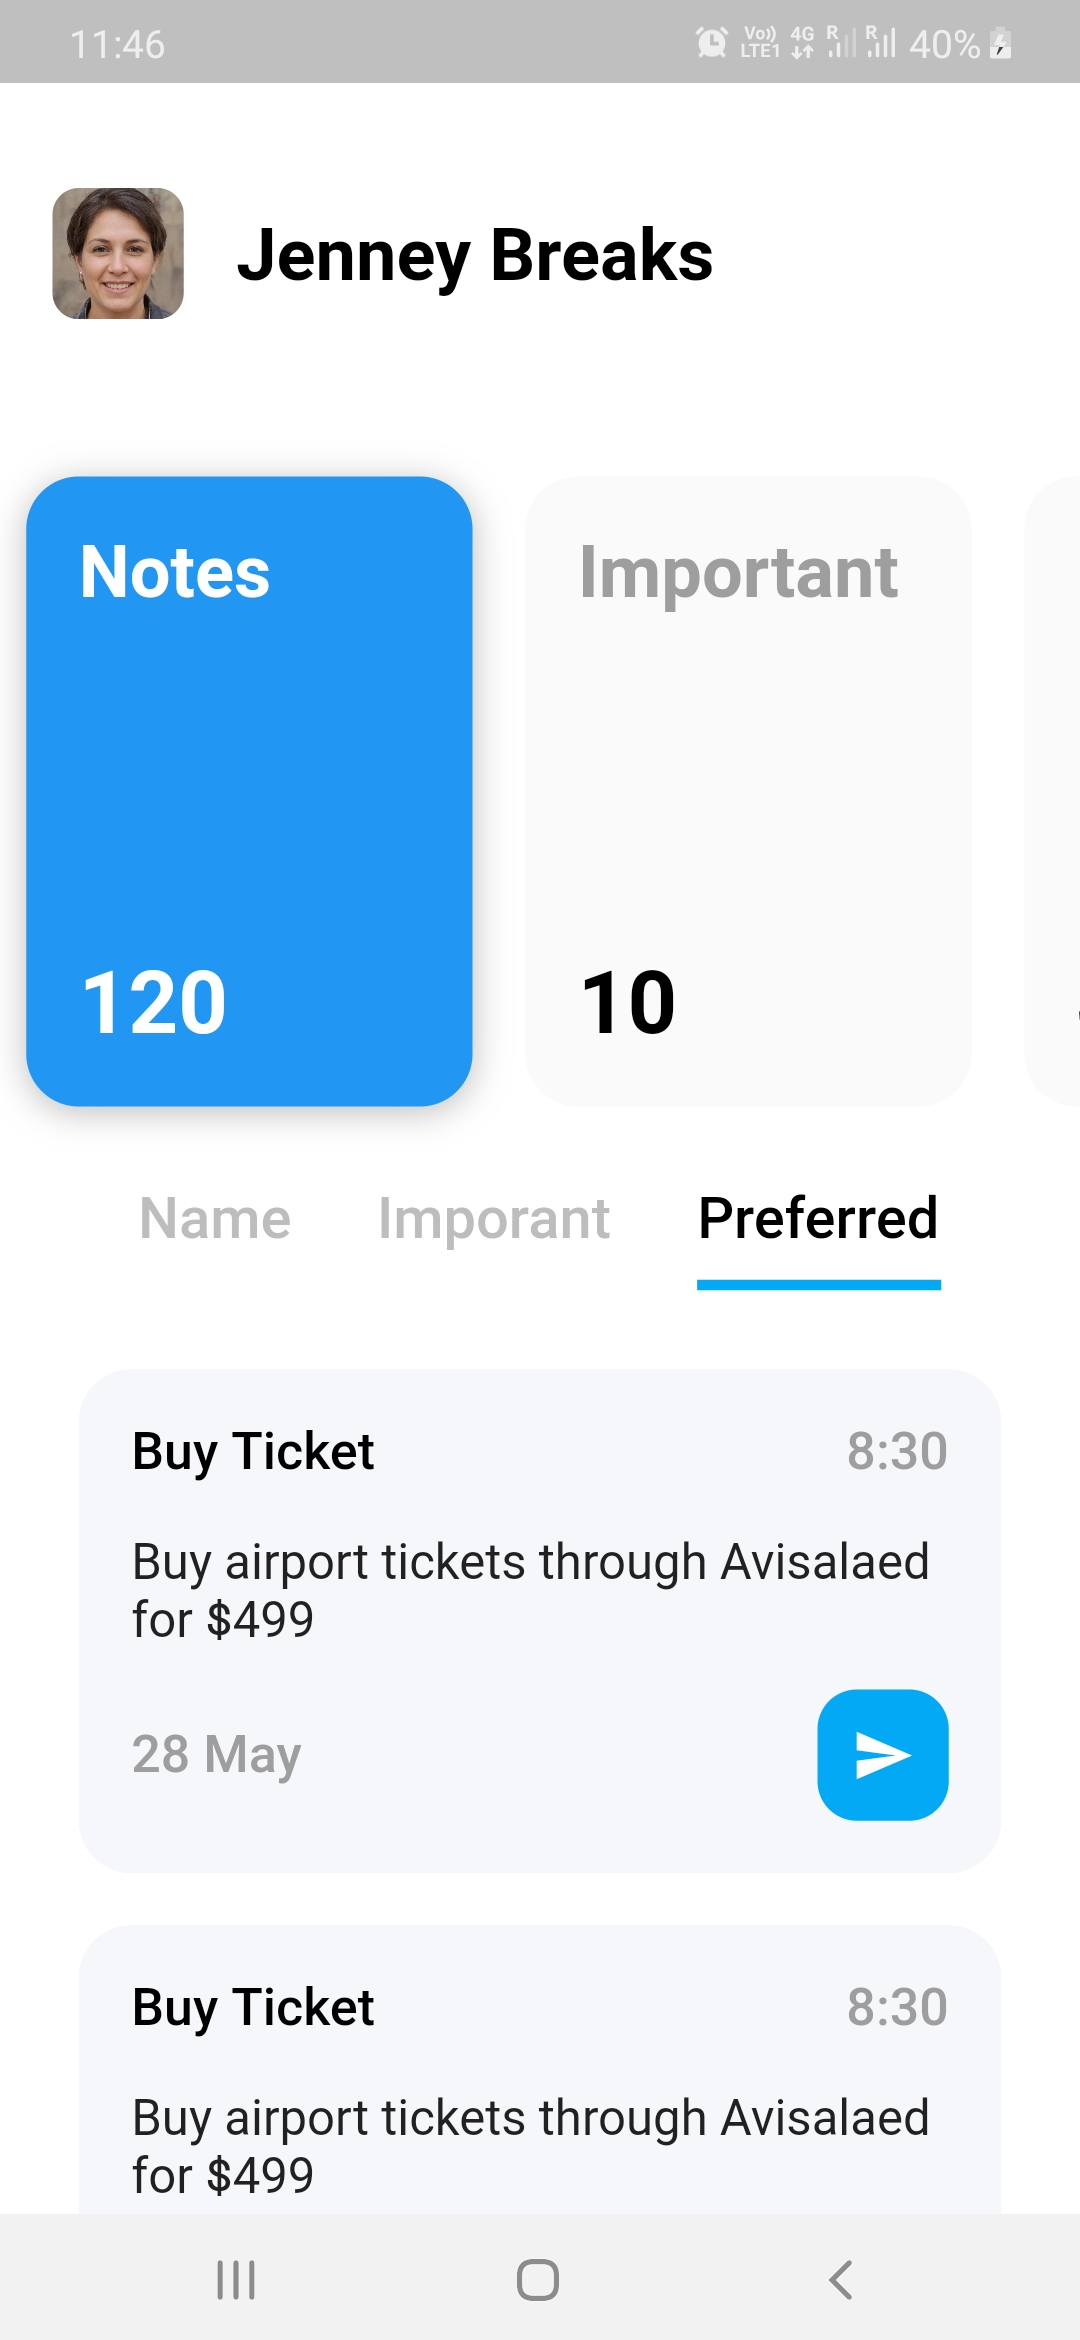 11:46
Vo))
LTE1
4G
R
R
40%
Jenney Breaks
Notes
Important
120
10
Name
Imporant
Preferred
Buy Ticket
8:30
Buy airport tickets through Avisalaed
for $499
28 May
Buy Ticket
8:30
Buy airport tickets through Avisalaed
for $499